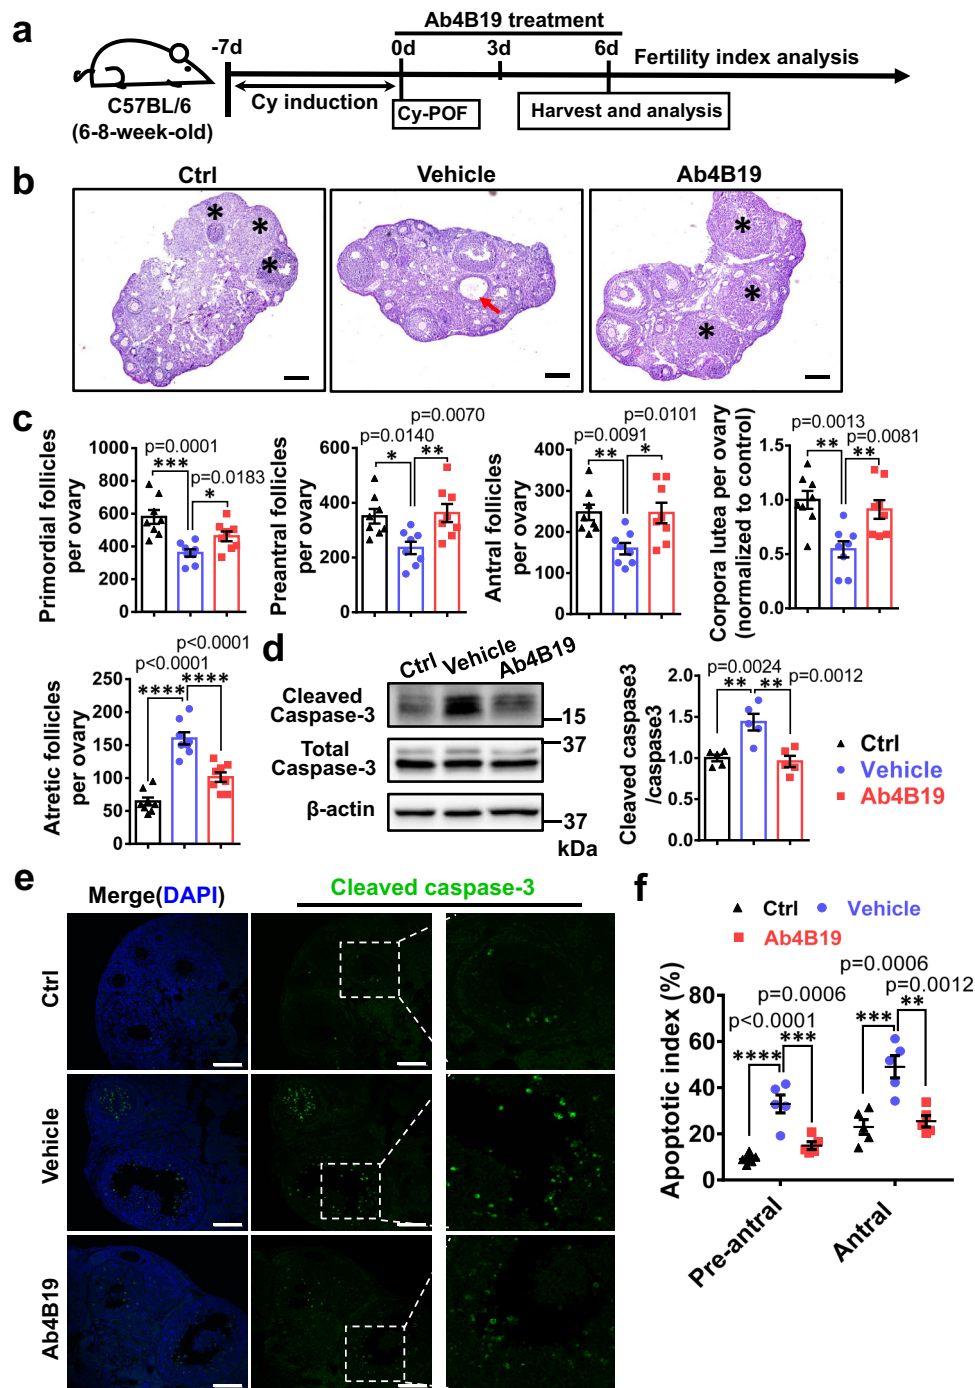 a
Ab4B19 treatment
-7d
0d
3d
6d
Fertility index analysis
Cy induction
C57BL/6
(6-8-week-old)
Cy-POF
Harvest and analysis
b
Ctrl
Vehicle
Ab4B19
*
*
*
*
*
*
c
Primordial follicles
per ovary
1000
800
600
400
200
0
p=0.0001
***
p=0.0183
*
Preantral follicles
per ovary
600
400
200
0
p=0.0070
p=0.0140
*
**
Antral follicles
per ovary
400
300
200
100
0
p=0.0101
p=0.0091
**
*
Corpora lutea per ovary
(normalized to control)
1.5
1.0
0.5
0.0
p=0.0013
**
p=0.0081
**
Atretic follicles
per ovary
250
200
150
100
50
0
p<0.0001
p<0.0001
****
****
d
Ctrl
Vehicle
Ab4B19
Cleaved
Caspase-3
15
Total
Caspase-3
37
β-actin
37
kDa
Cleaved caspase3
/caspase3
2.0
1.5
1.0
0.5
0.0
p=0.0024
**
**
p=0.0012
Ctrl
Vehicle
Ab4B19
e
Merge(DAPI)
Cleaved caspase-3
Ctrl
Vehicle
Ab4B19
f
Ctrl
Vehicle
Ab4B19
Apoptotic index (%)
80
60
40
20
0
p=0.0006
p<0.0001
****
***
p=0.0006
p=0.0012
***
**
Pre-antral
Antral